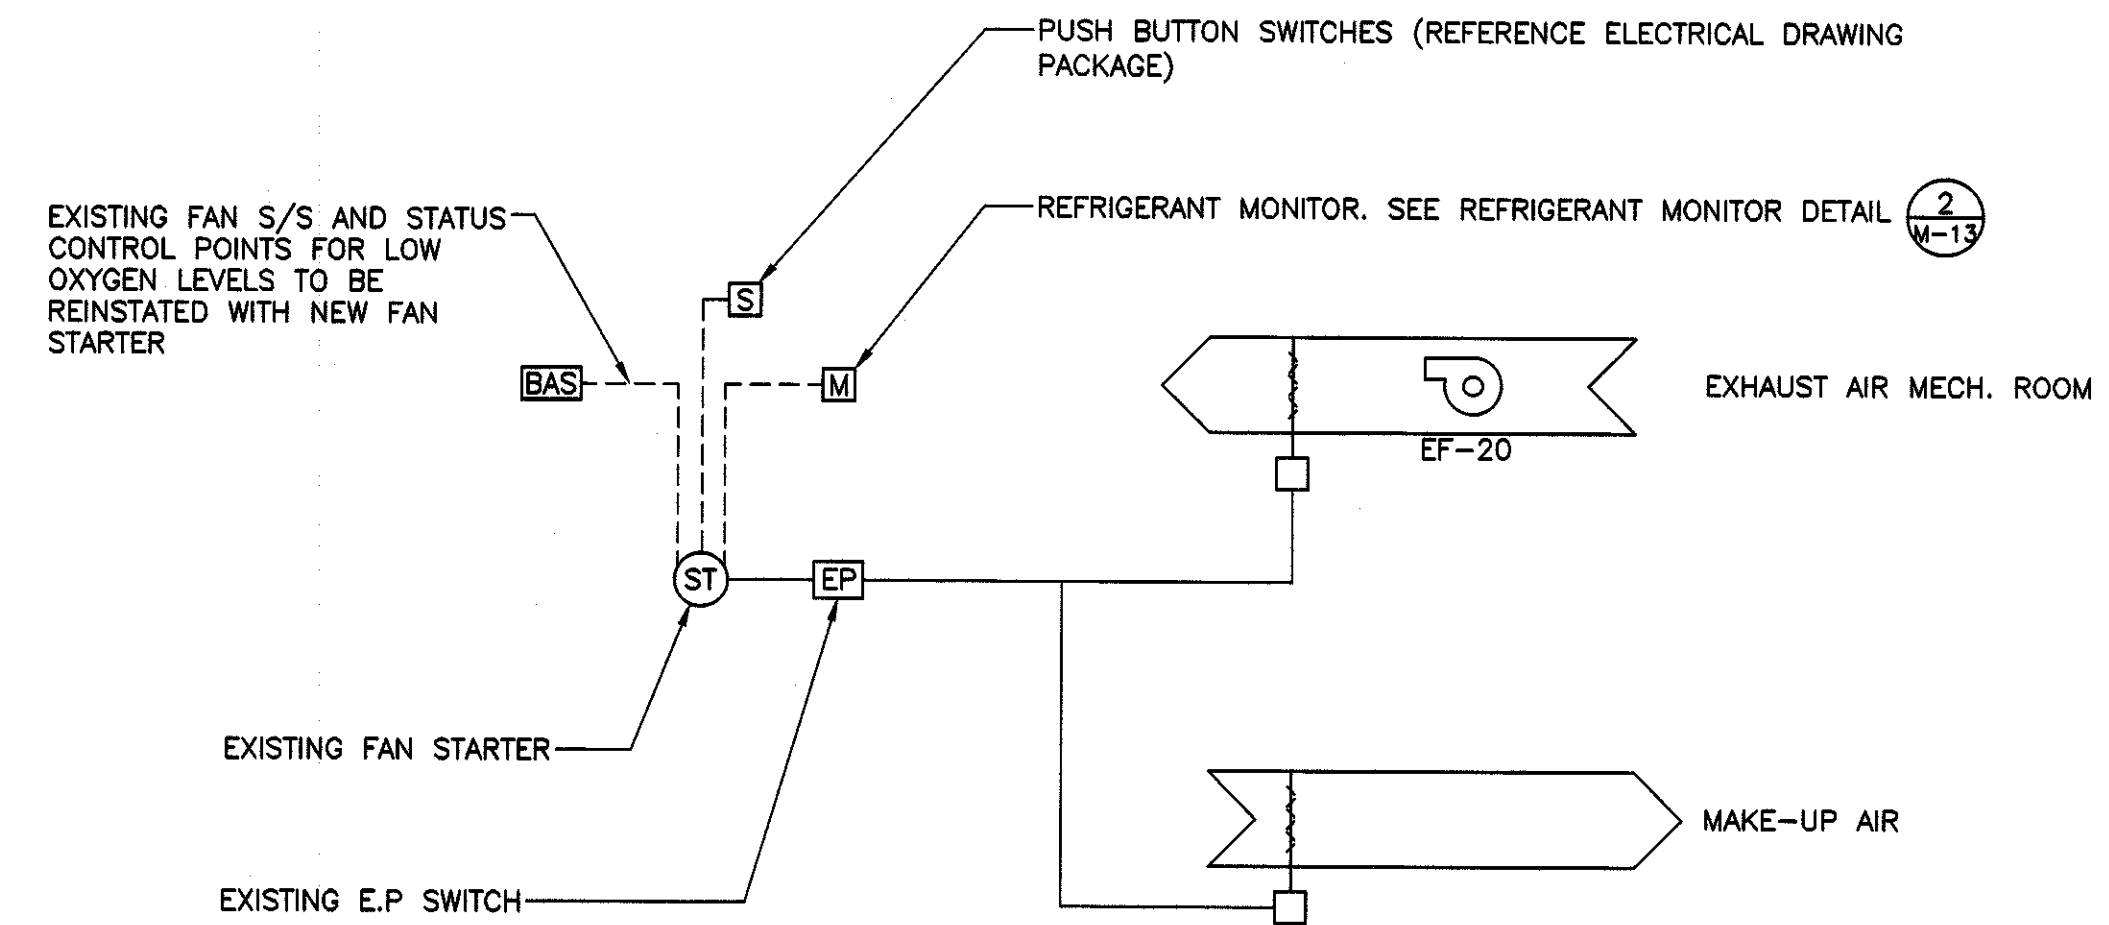 PUSH BUTTON SWITCHES (REFERENCE ELECTRICAL DRAWING
PACKAGE)
REFRIGERANT MONITOR. SEE REFRIGERANT MONITOR DETAIL
2
M-13
EXISTING FAN S/S AND STATUS
CONTROL POINTS FOR LOW
OXYGEN LEVELS TO BE
REINSTATED WITH NEW FAN
STARTER
S
BAS
M
EXHAUST AIR MECH. ROOM
EF-20
ST
EP
EXISTING FAN STARTER
MAKE-UP AIR
EXISTING E.P SWITCH